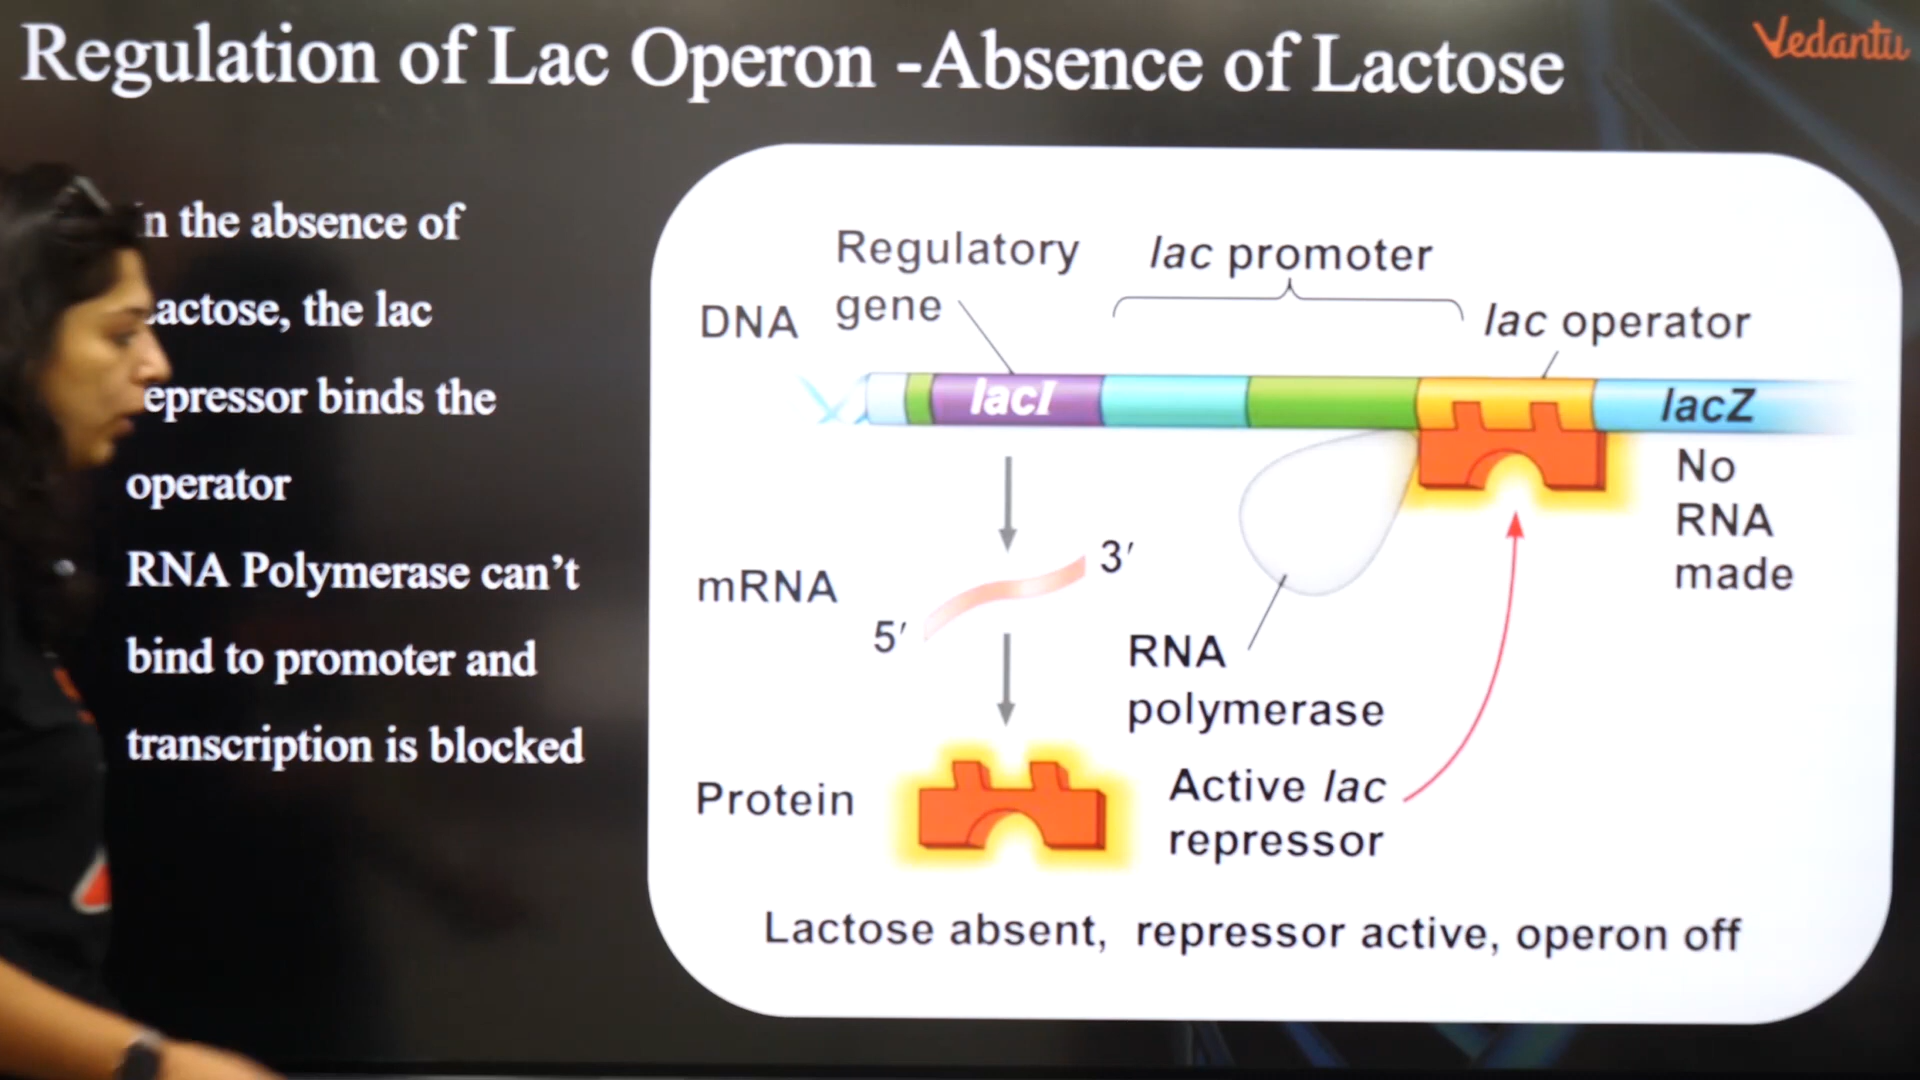 Regulation of Lac Operon -Absence of Lactose
Vedantu
in the absence of
Lactose, the lac
repressor binds the
operator
RNA Polymerase can't
bind to promoter and
transcription is blocked
Regulatory
gene
lac promoter
DNA
lac operator
lacI
lacZ
No
RNA
made
3'
mRNA
5'
RNA
polymerase
Protein
Active lac
repressor
Lactose absent, repressor active, operon off